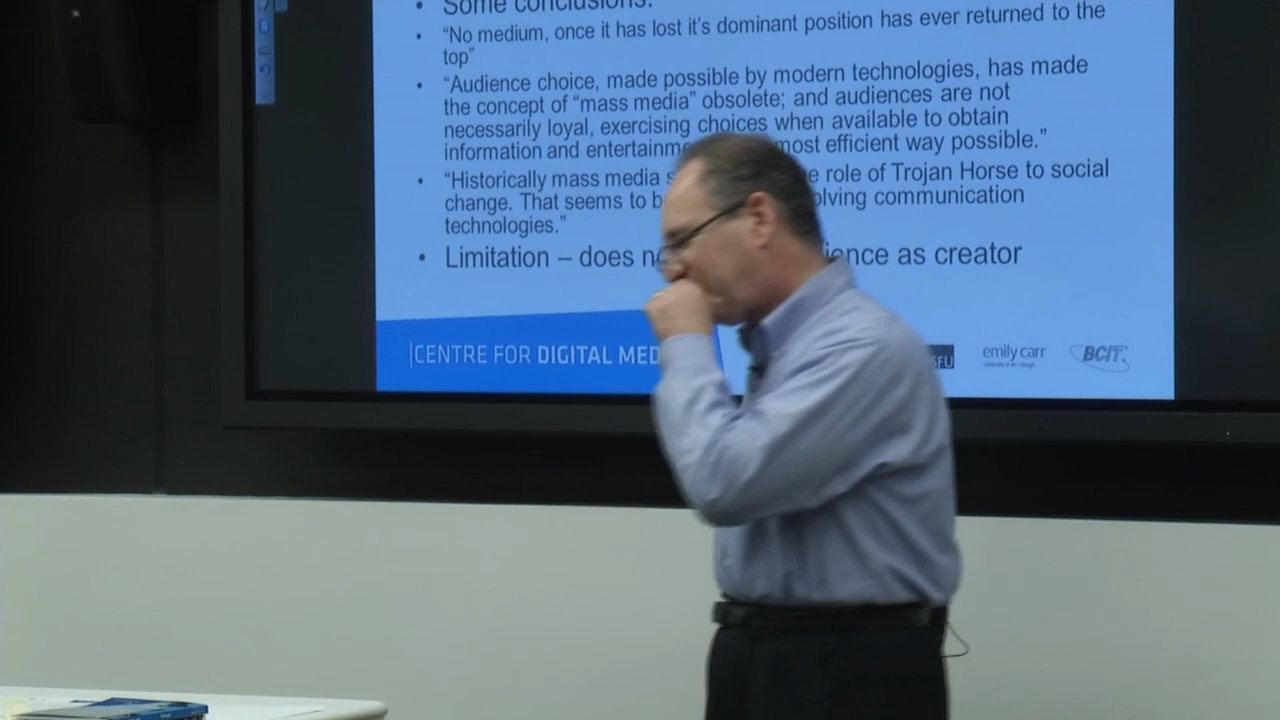 • Some conclusions:
• “No medium, once it has lost it’s dominant position has ever returned to the
top”
• “Audience choice, made possible by modern technologies, has made
the concept of “mass media” obsolete; and audiences are not
necessarily loyal, exercising choices when available to obtain
information and entertainme most efficient way possible.”
• “Historically mass media s e role of Trojan Horse to social
change. That seems to b olving communication
technologies.”
• Limitation – does no ience as creator
|CENTRE FOR DIGITAL MED
SFU
emily carr
BCIT